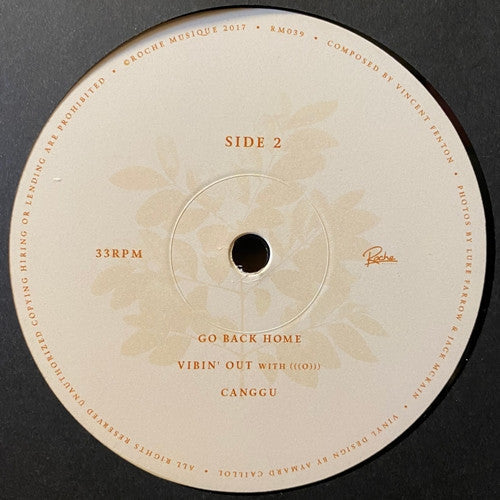 SIDE 2
33RPM
Roche
GO BACK HOME
VIBIN' OUT WITH (((O)))
CANGGU
ALL RIGHTS RESERVED UNAUTHORIZED COPYING HIRING OR LENDING ARE PROHIBITED • ©ROCHE MUSIQUE 2017 • RM039 • COMPOSED BY VINCENT FENTON • PHOTOS BY LUKE PARROW & JACK MCKAIN • VINYL DESIGN BY AYMARD CAILLOL •